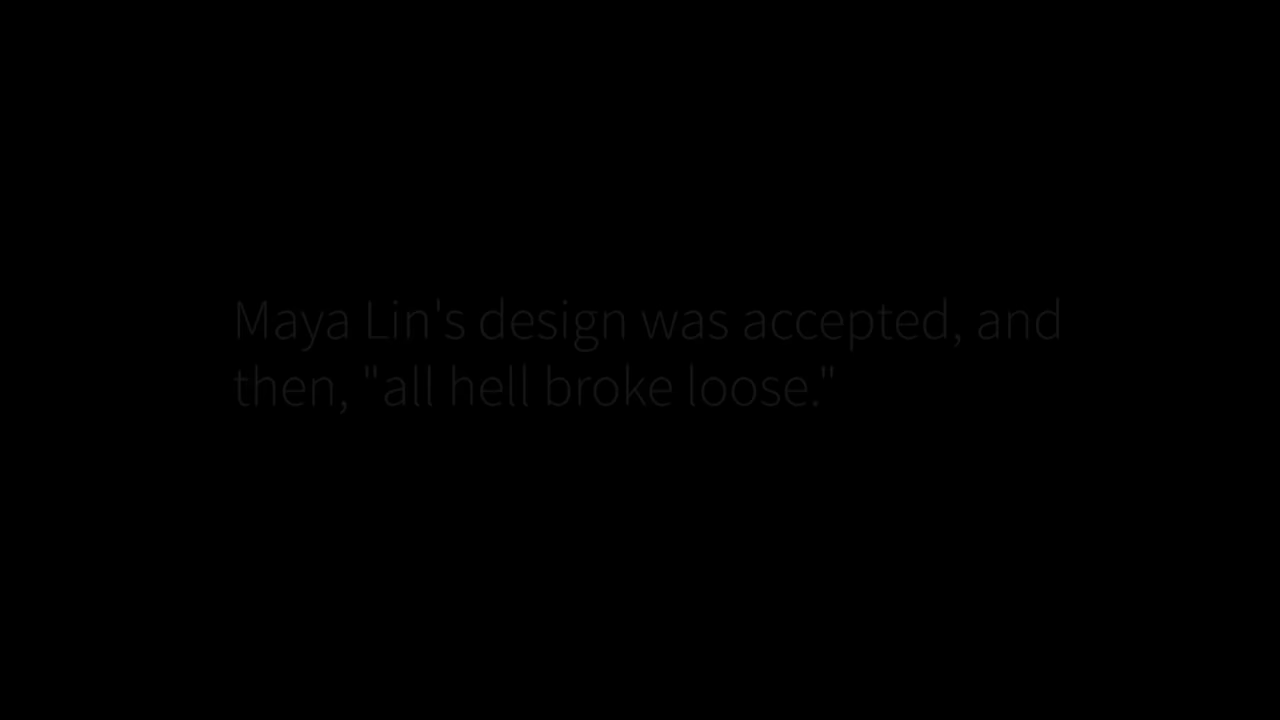 Maya Lin's design was accepted, and
then, "all hell broke loose."